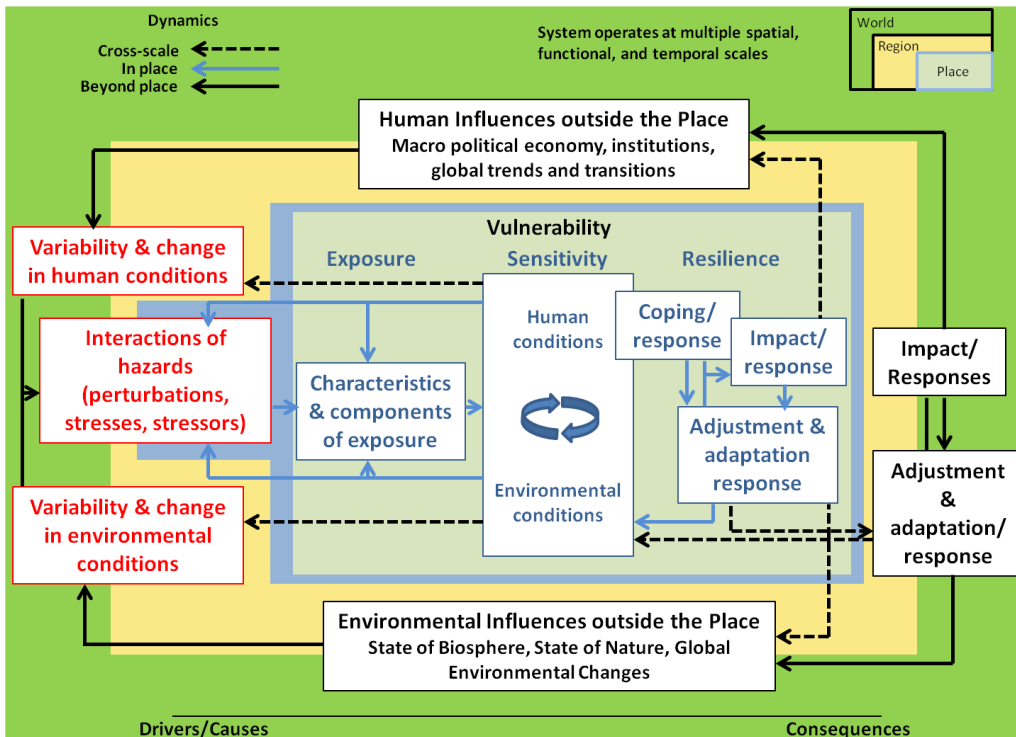 Dynamics
Cross-scale
In place
Beyond place
System operates at multiple spatial,
functional, and temporal scales
World
Region
Place
Human Influences outside the Place
Macro political economy, institutions,
global trends and transitions
Variability & change
in human conditions
Vulnerability
Exposure
Sensitivity
Resilience
Interactions of
hazards
(perturbations,
stresses, stressors)
Characteristics
& components
of exposure
Human
conditions
Environmental
conditions
Coping/
response
Impact/
response
Adjustment &
adaptation
response
Impact/
Responses
Adjustment
&
adaptation/
response
Variability & change
in environmental
conditions
Environmental Influences outside the Place
State of Biosphere, State of Nature, Global
Environmental Changes
Drivers/Causes
Consequences